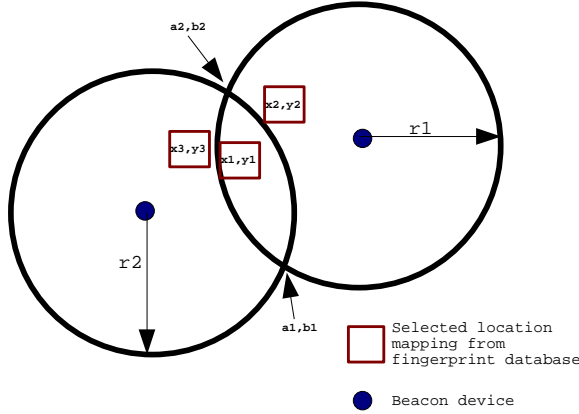 a2,b2
x2,y2
r1
x3,y3
x1,y1
r2
a1,b1
Selected location
mapping from
fingerprint database
Beacon device